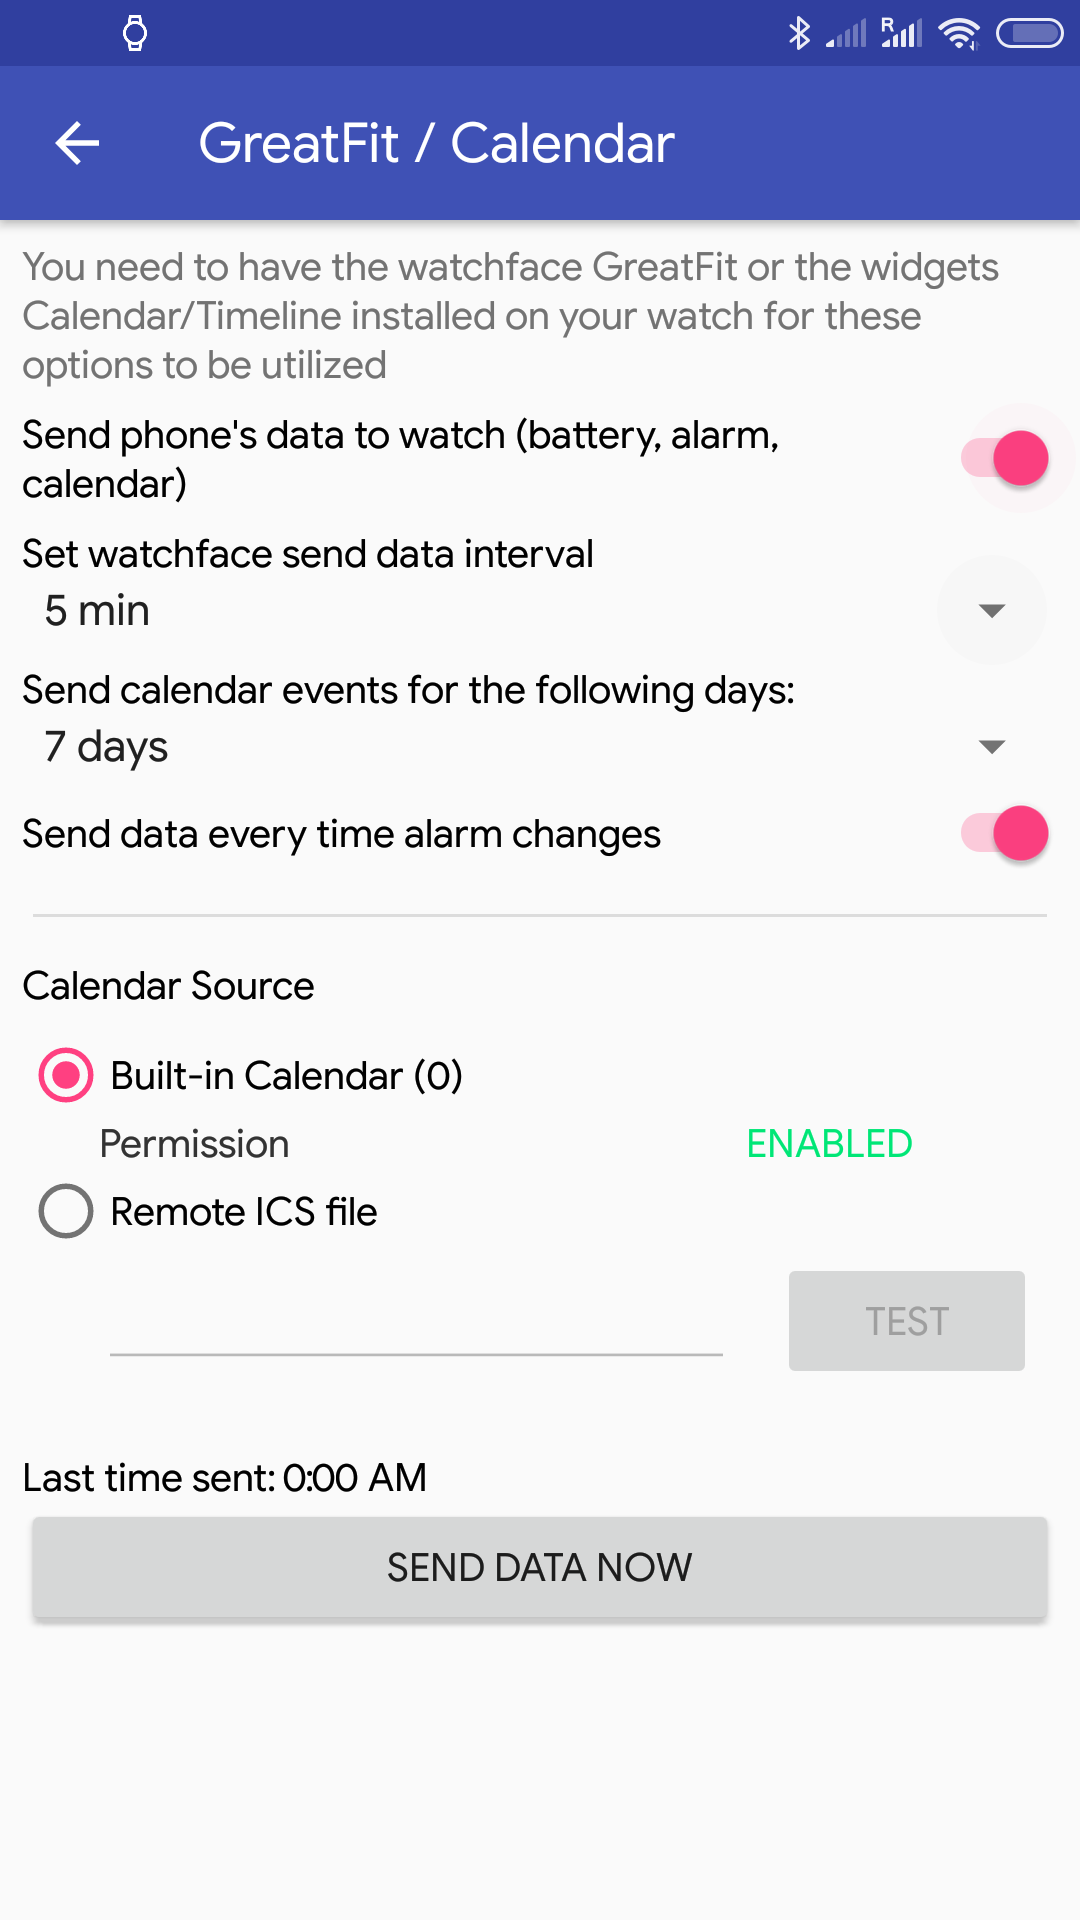 R
GreatFit / Calendar
You need to have the watchface GreatFit or the widgets
Calendar/Timeline installed on your watch for these
options to be utilized
Send phone's data to watch (battery, alarm,
calendar)
Set watchface send data interval
5 min
Send calendar events for the following days:
7 days
Send data every time alarm changes
Calendar Source
Built-in Calendar (0)
Permission ENABLED
Remote ICS file
TEST
Last time sent: 0:00 AM
SEND DATA NOW